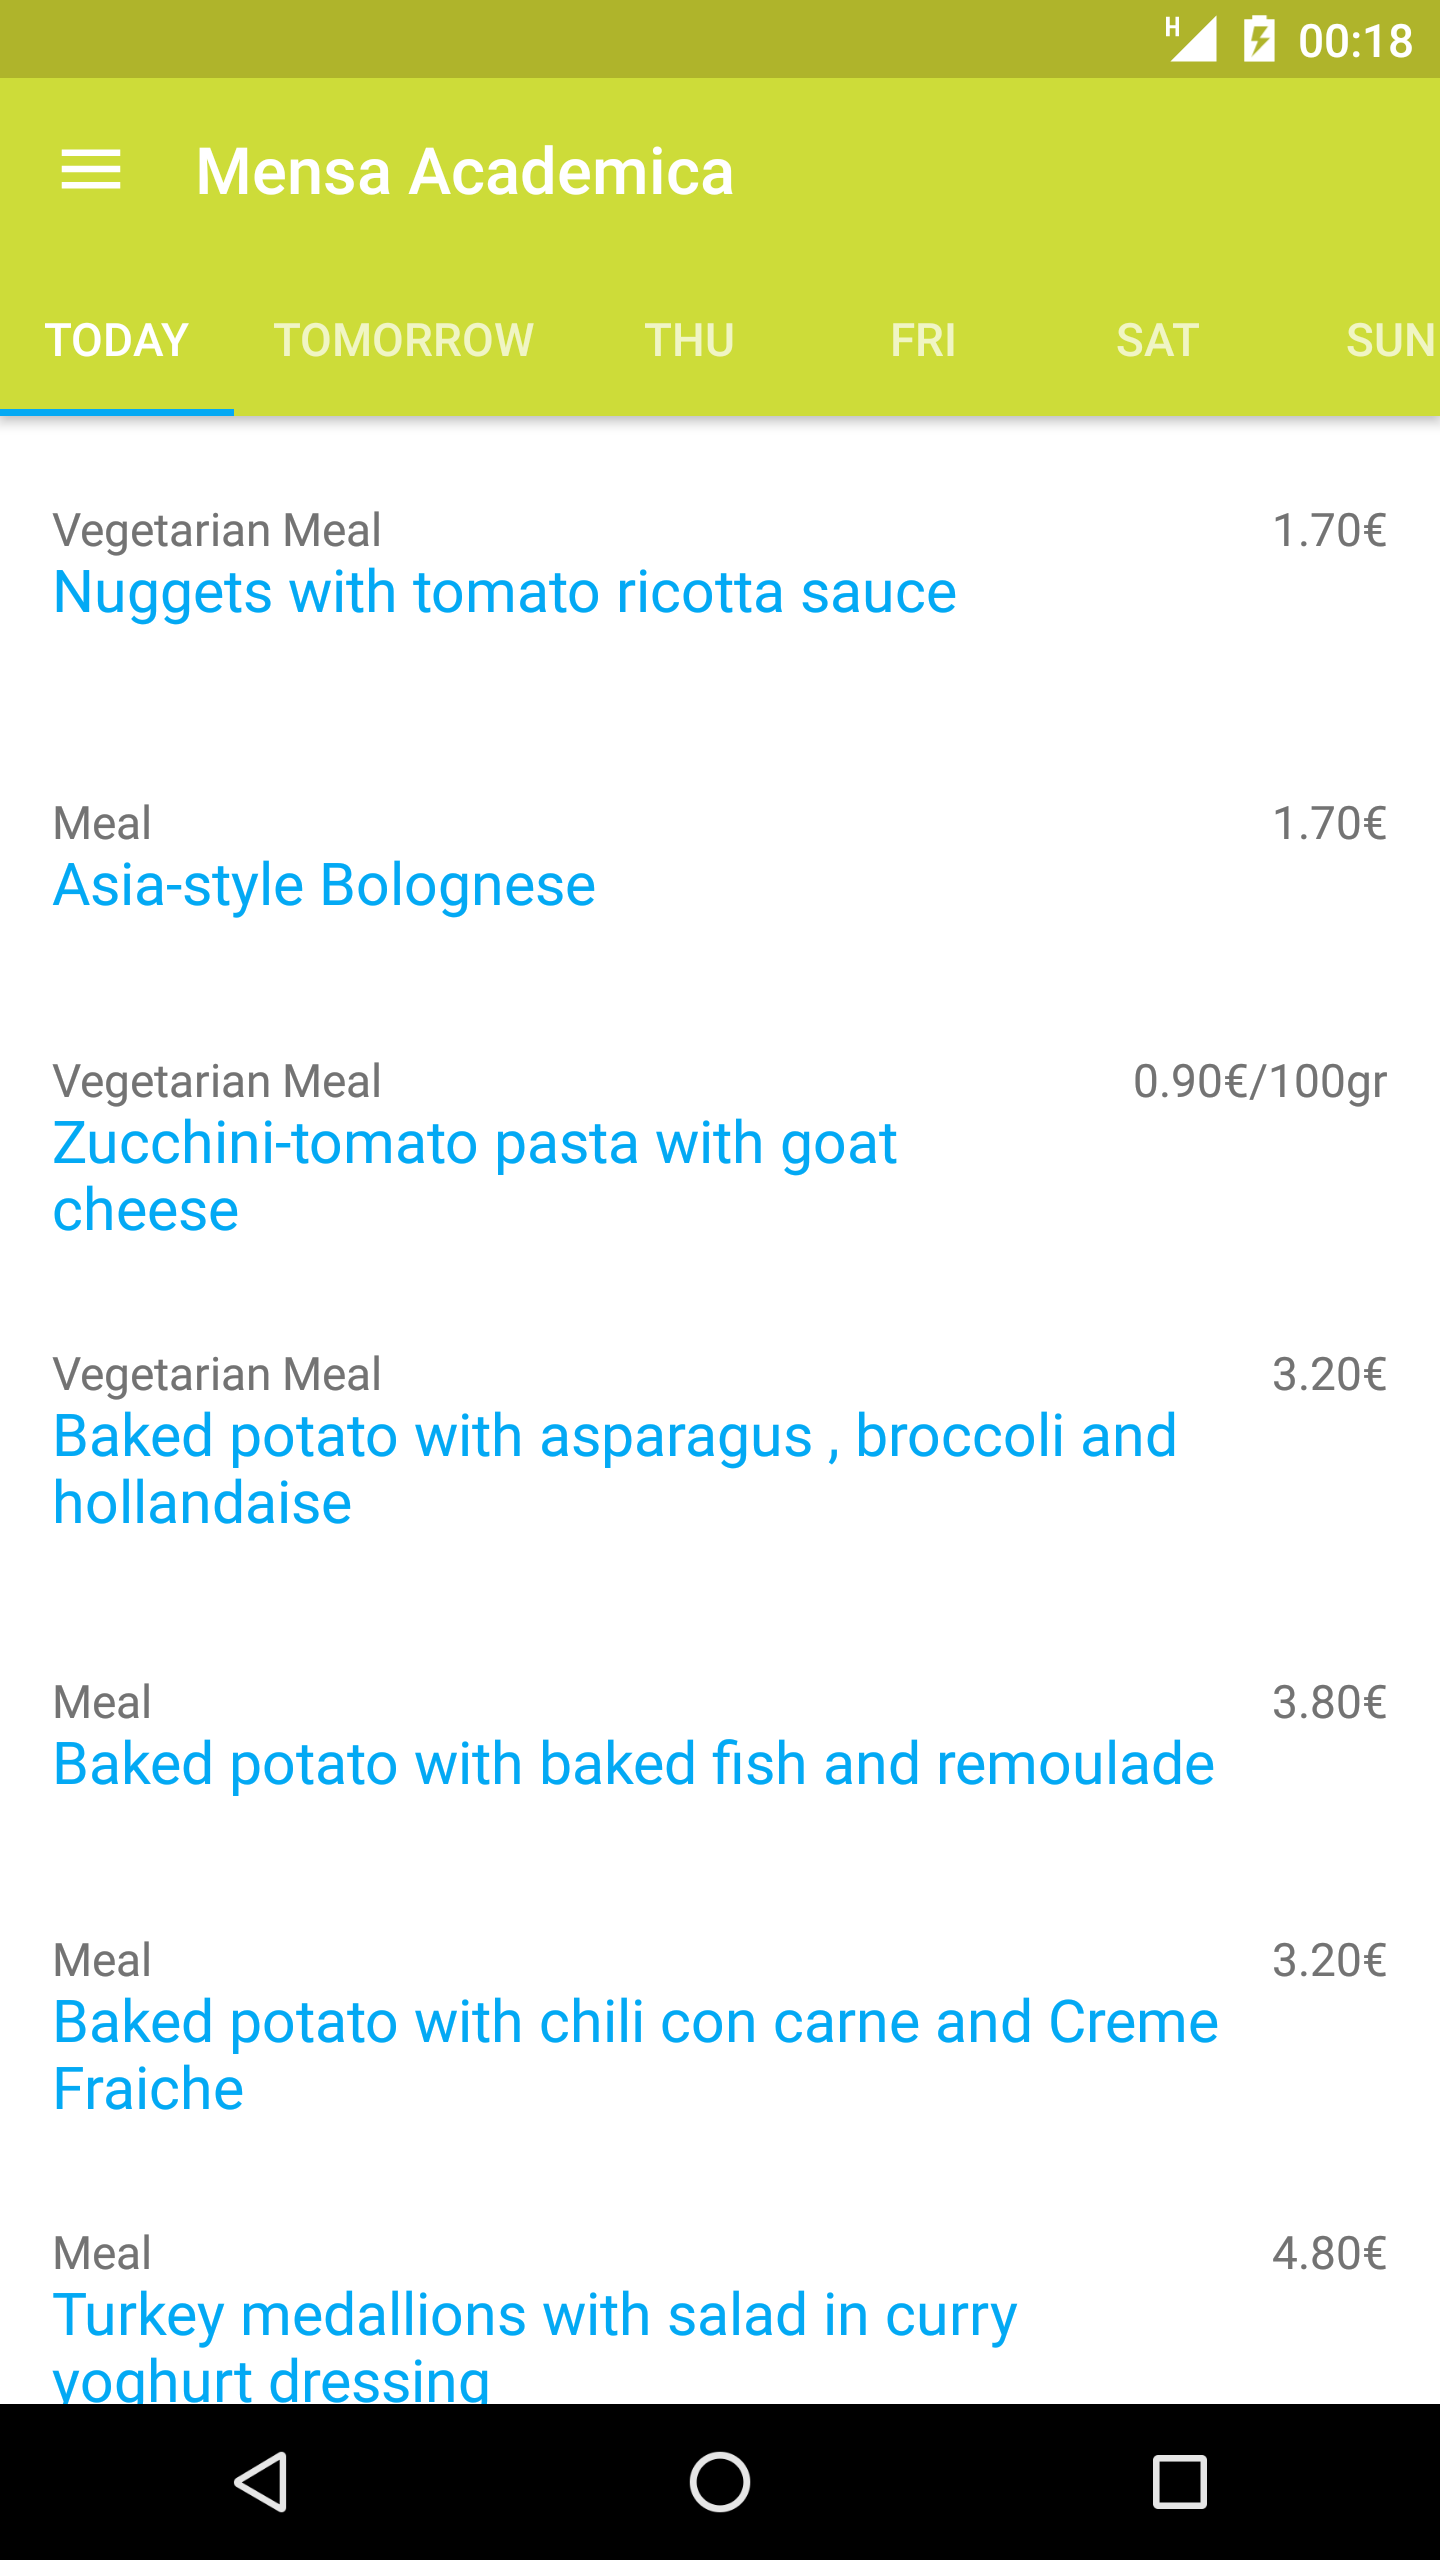 H 00:18
Mensa Academica
TODAY TOMORROW THU FRI SAT SUN
Vegetarian Meal 1.70€
Nuggets with tomato ricotta sauce
Meal 1.70€
Asia-style Bolognese
Vegetarian Meal 0.90€/100gr
Zucchini-tomato pasta with goat
cheese
Vegetarian Meal 3.20€
Baked potato with asparagus , broccoli and
hollandaise
Meal 3.80€
Baked potato with baked fish and remoulade
Meal 3.20€
Baked potato with chili con carne and Creme
Fraiche
Meal 4.80€
Turkey medallions with salad in curry
yoghurt dressing